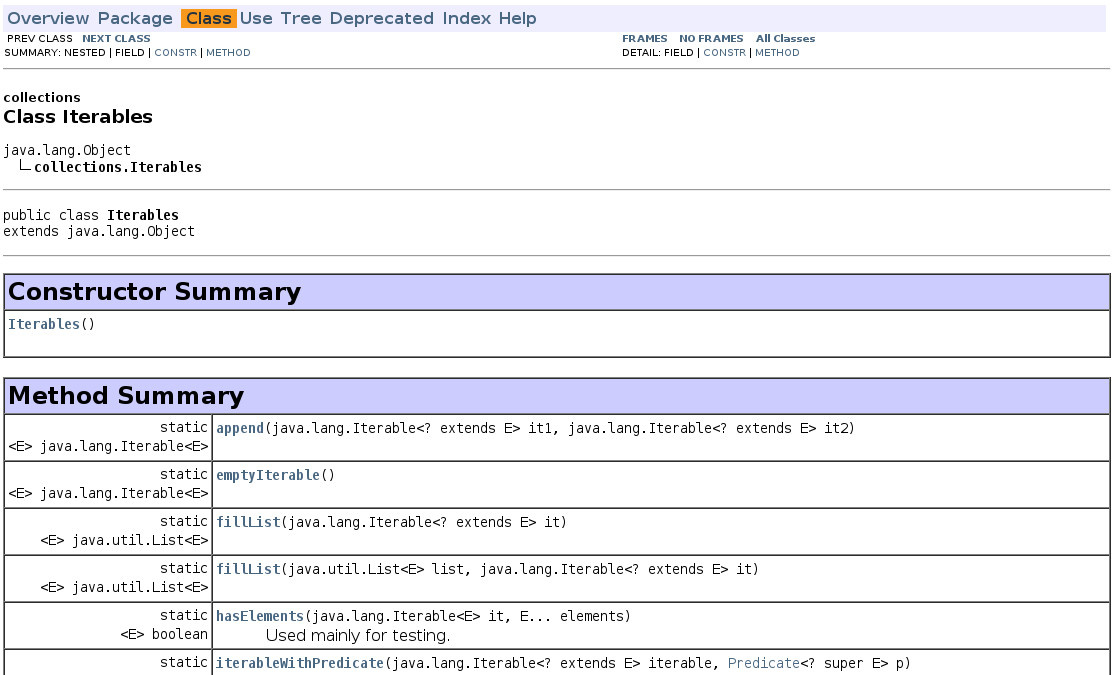 Overview Package Class Use Tree Deprecated Index Help
PREV CLASS NEXT CLASS FRAMES NO FRAMES All Classes
SUMMARY: NESTED | FIELD | CONSTR | METHOD DETAIL: FIELD | CONSTR | METHOD
collections
Class Iterables
java.lang.Object
collections.Iterables
public class Iterables
extends java.lang.Object
Constructor Summary
Iterables()
Method Summary
static append(java.lang.Iterable<? extends E> it1, java.lang.Iterable<? extends E> it2)
<E> java.lang.Iterable<E>
static emptyIterable()
<E> java.lang.Iterable<E>
static fillList(java.lang.Iterable<? extends E> it)
<E> java.util.List<E>
static fillList(java.util.List<E> list, java.lang.Iterable<? extends E> it)
<E> java.util.List<E>
static hasElements(java.lang.Iterable<E> it, E... elements)
<E> boolean Used mainly for testing.
static iterableWithPredicate(java.lang.Iterable<? extends E> iterable, Predicate<? super E> p)